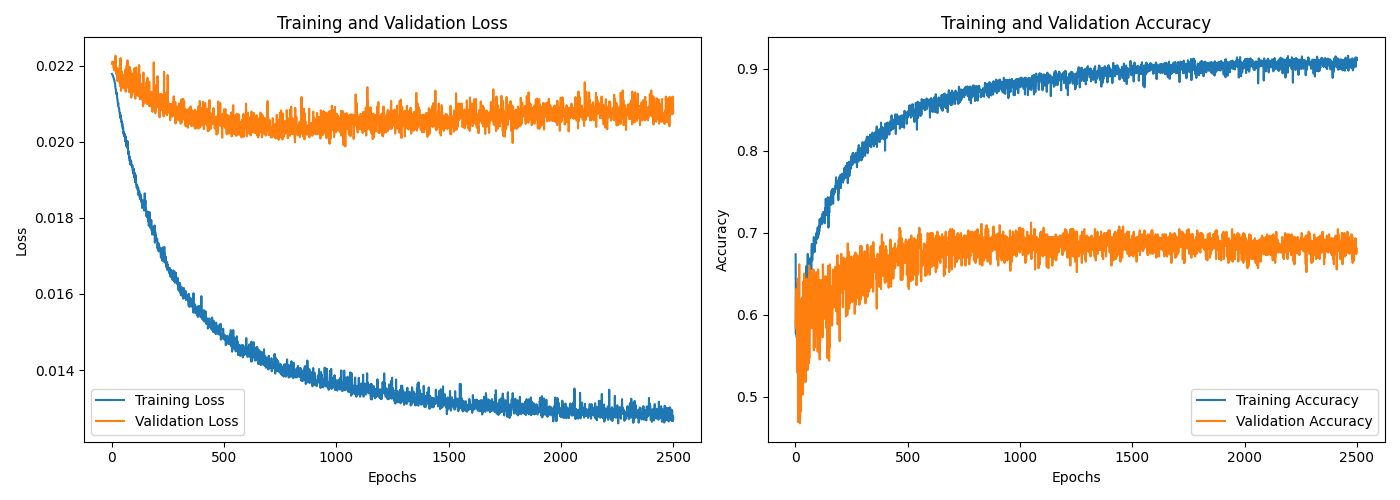 Training and Validation Loss
0.022
0.020
0.018
0.016
0.014
Loss
Training Loss
Validation Loss
0
500
1000
1500
2000
2500
Epochs
Training and Validation Accuracy
0.9
0.8
0.7
0.6
0.5
Accuracy
Training Accuracy
Validation Accuracy
0
500
1000
1500
2000
2500
Epochs